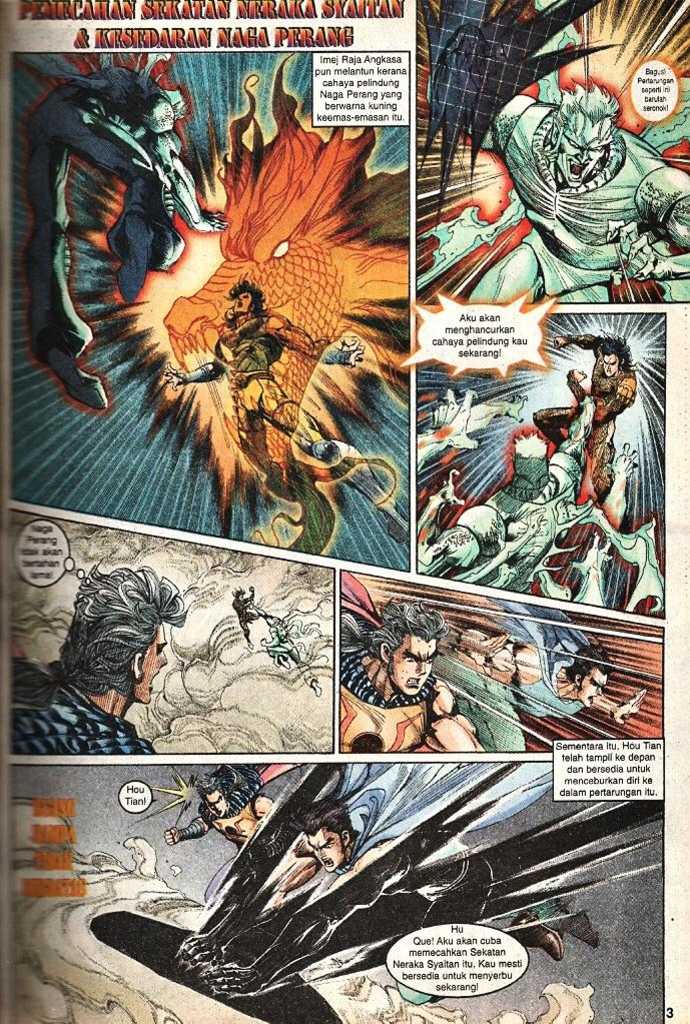 PEMECAHAN SEKATAN NERAKA SYAITAN
& KESEDARAN NAGA PERANG
Imej Raja Angkasa
pun melantun kerana
cahaya pelindung
Naga Perang yang
berwarna kuning
keemas-emasan itu.
Bagus!
Pertarungan
seperti ini
barulah
seronok!
Aku akan
menghancurkan
cahaya pelindung kau
sekarang!
Naga
Perang
tidak akan
bertahan
lama!
Sementara itu, Hou Tian
telah tampil ke depan
dan bersedia untuk
menceburkan diri ke
dalam pertarungan itu.
Hou
Tian!
Hu
Que! Aku akan cuba
memecahkan Sekatan
Neraka Syaitan itu. Kau mesti
bersedia untuk menyerbu
sekarang!
3